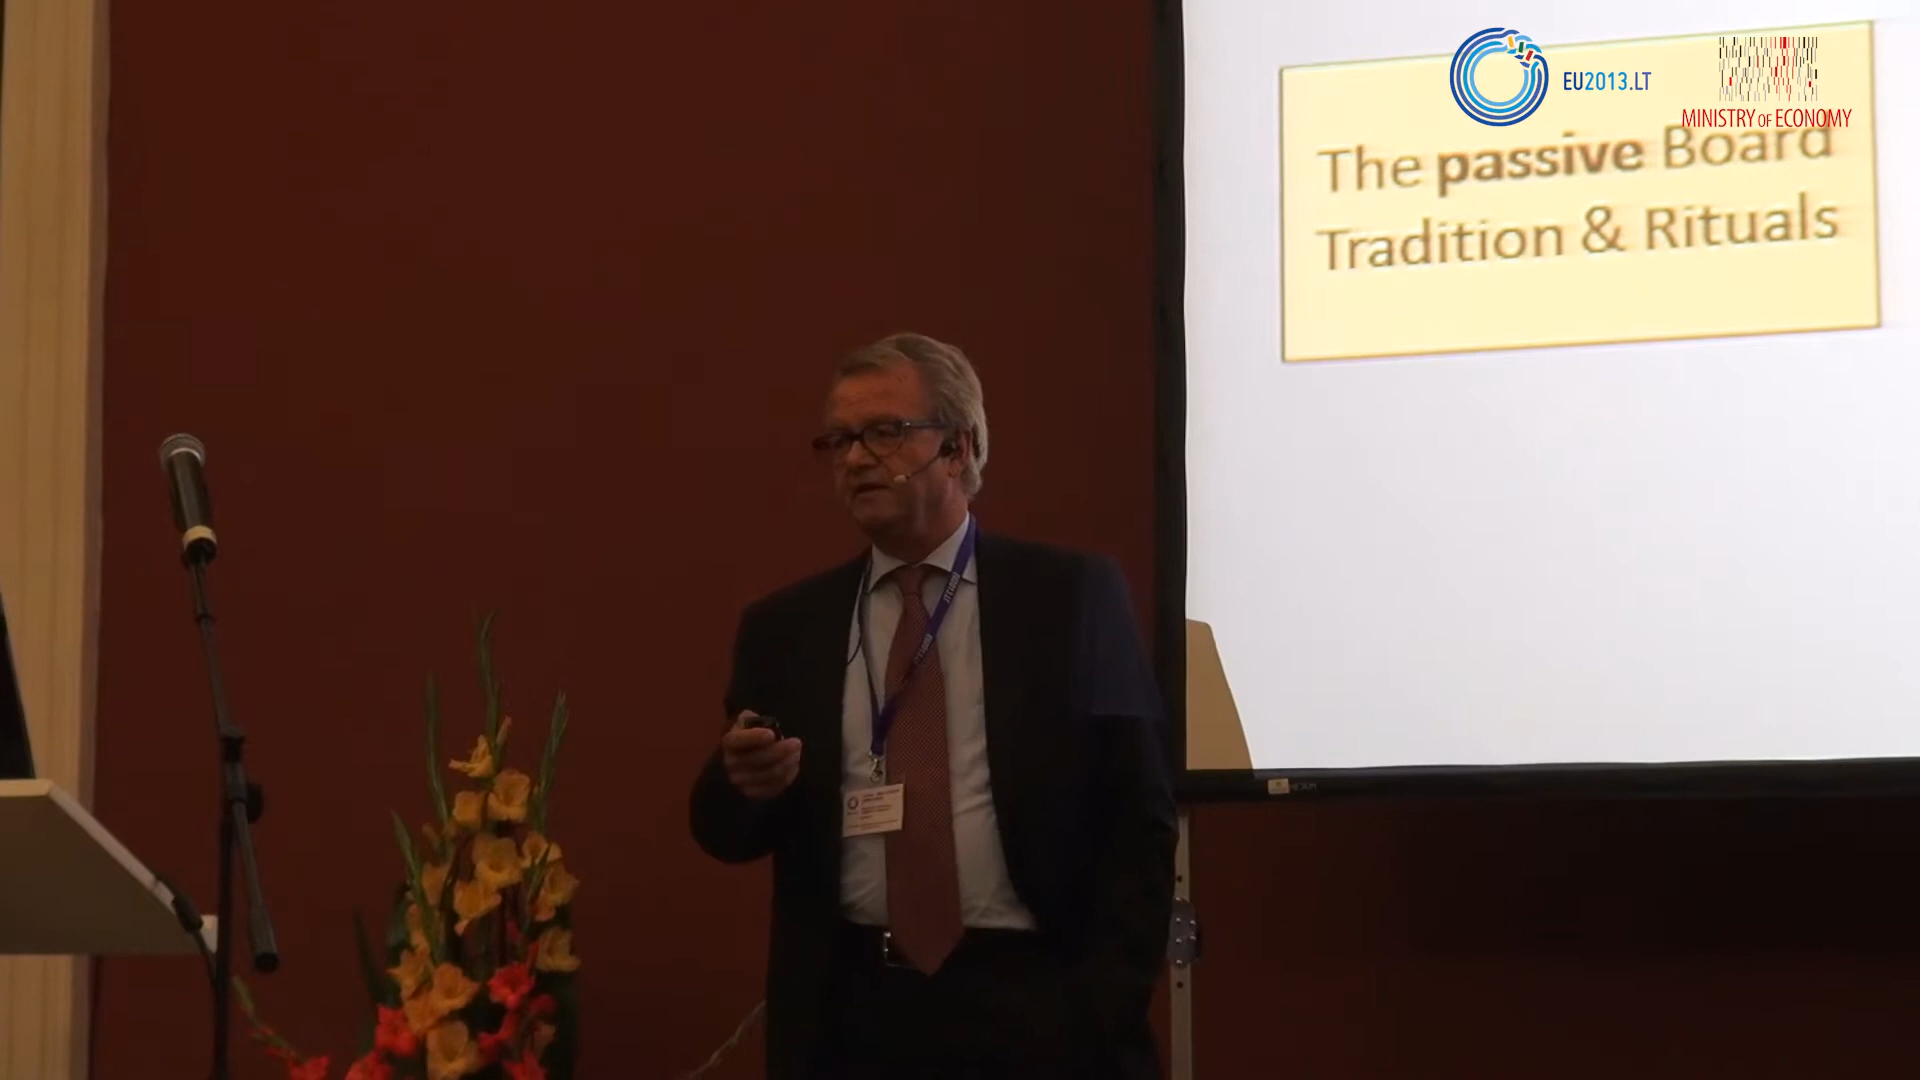 EU2013.LT
MINISTRY OF ECONOMY
The passive Board
Tradition & Rituals